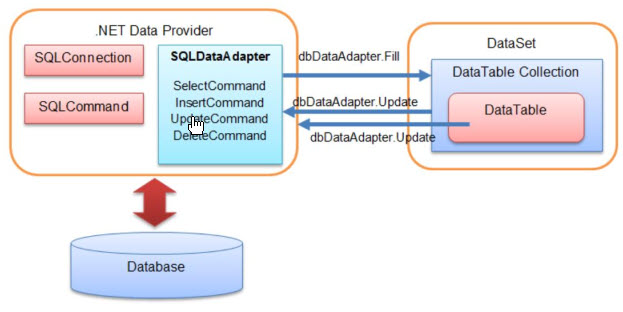 .NET Data Provider
SQLConnection
SQLCommand
SQLDataAdapter
SelectCommand
InsertCommand
UpdateCommand
DeleteCommand
dbDataAdapter.Fill
dbDataAdapter.Update
dbDataAdapter.Update
DataSet
DataTable Collection
DataTable
Database